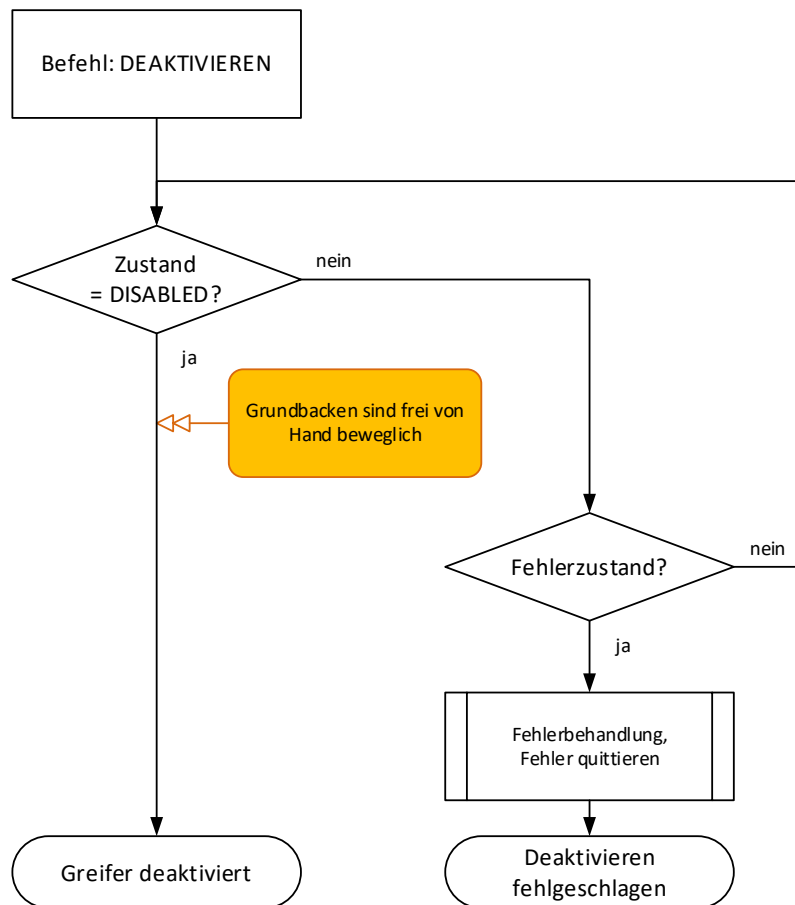 Befehl: DEAKTIVIEREN
Zustand
= DISABLED?
nein
ja
Grundbacken sind frei von
Hand beweglich
Fehlerzustand?
nein
ja
Fehlerbehandlung,
Fehler quittieren
Greifer deaktiviert
Deaktivieren
fehlgeschlagen